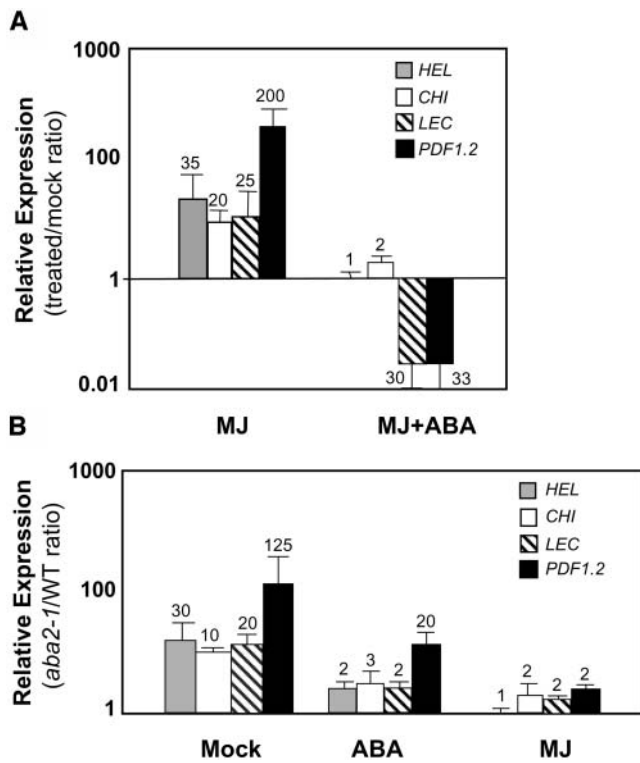 A
Relative Expression
(treated/mock ratio)
1000
100
1
0.01
HEL
CHI
LEC
PDF1.2
35
20
25
200
1
2
30
33
MJ
MJ+ABA
B
Relative Expression
(aba2-1/WT ratio)
1000
100
1
HEL
CHI
LEC
PDF1.2
30
10
20
125
2
3
2
20
1
2
2
2
Mock
ABA
MJ